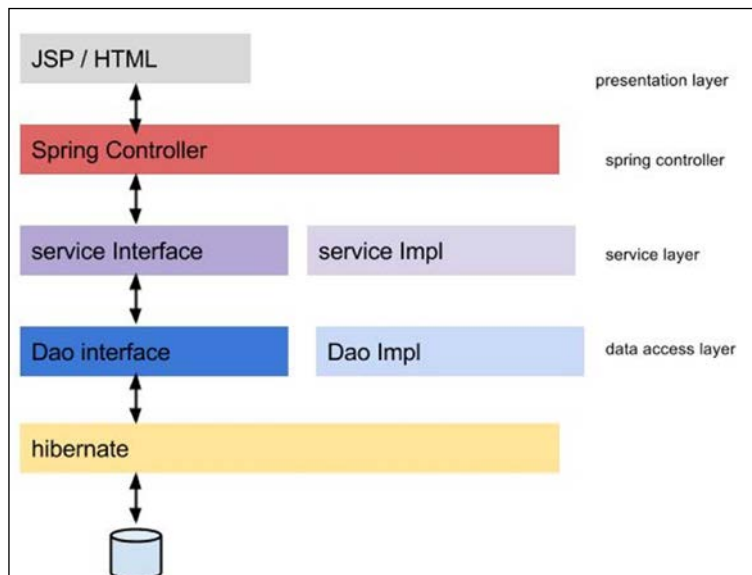 JSP / HTML
presentation layer
Spring Controller
spring controller
service Interface
service Impl
service layer
Dao interface
Dao Impl
data access layer
hibernate